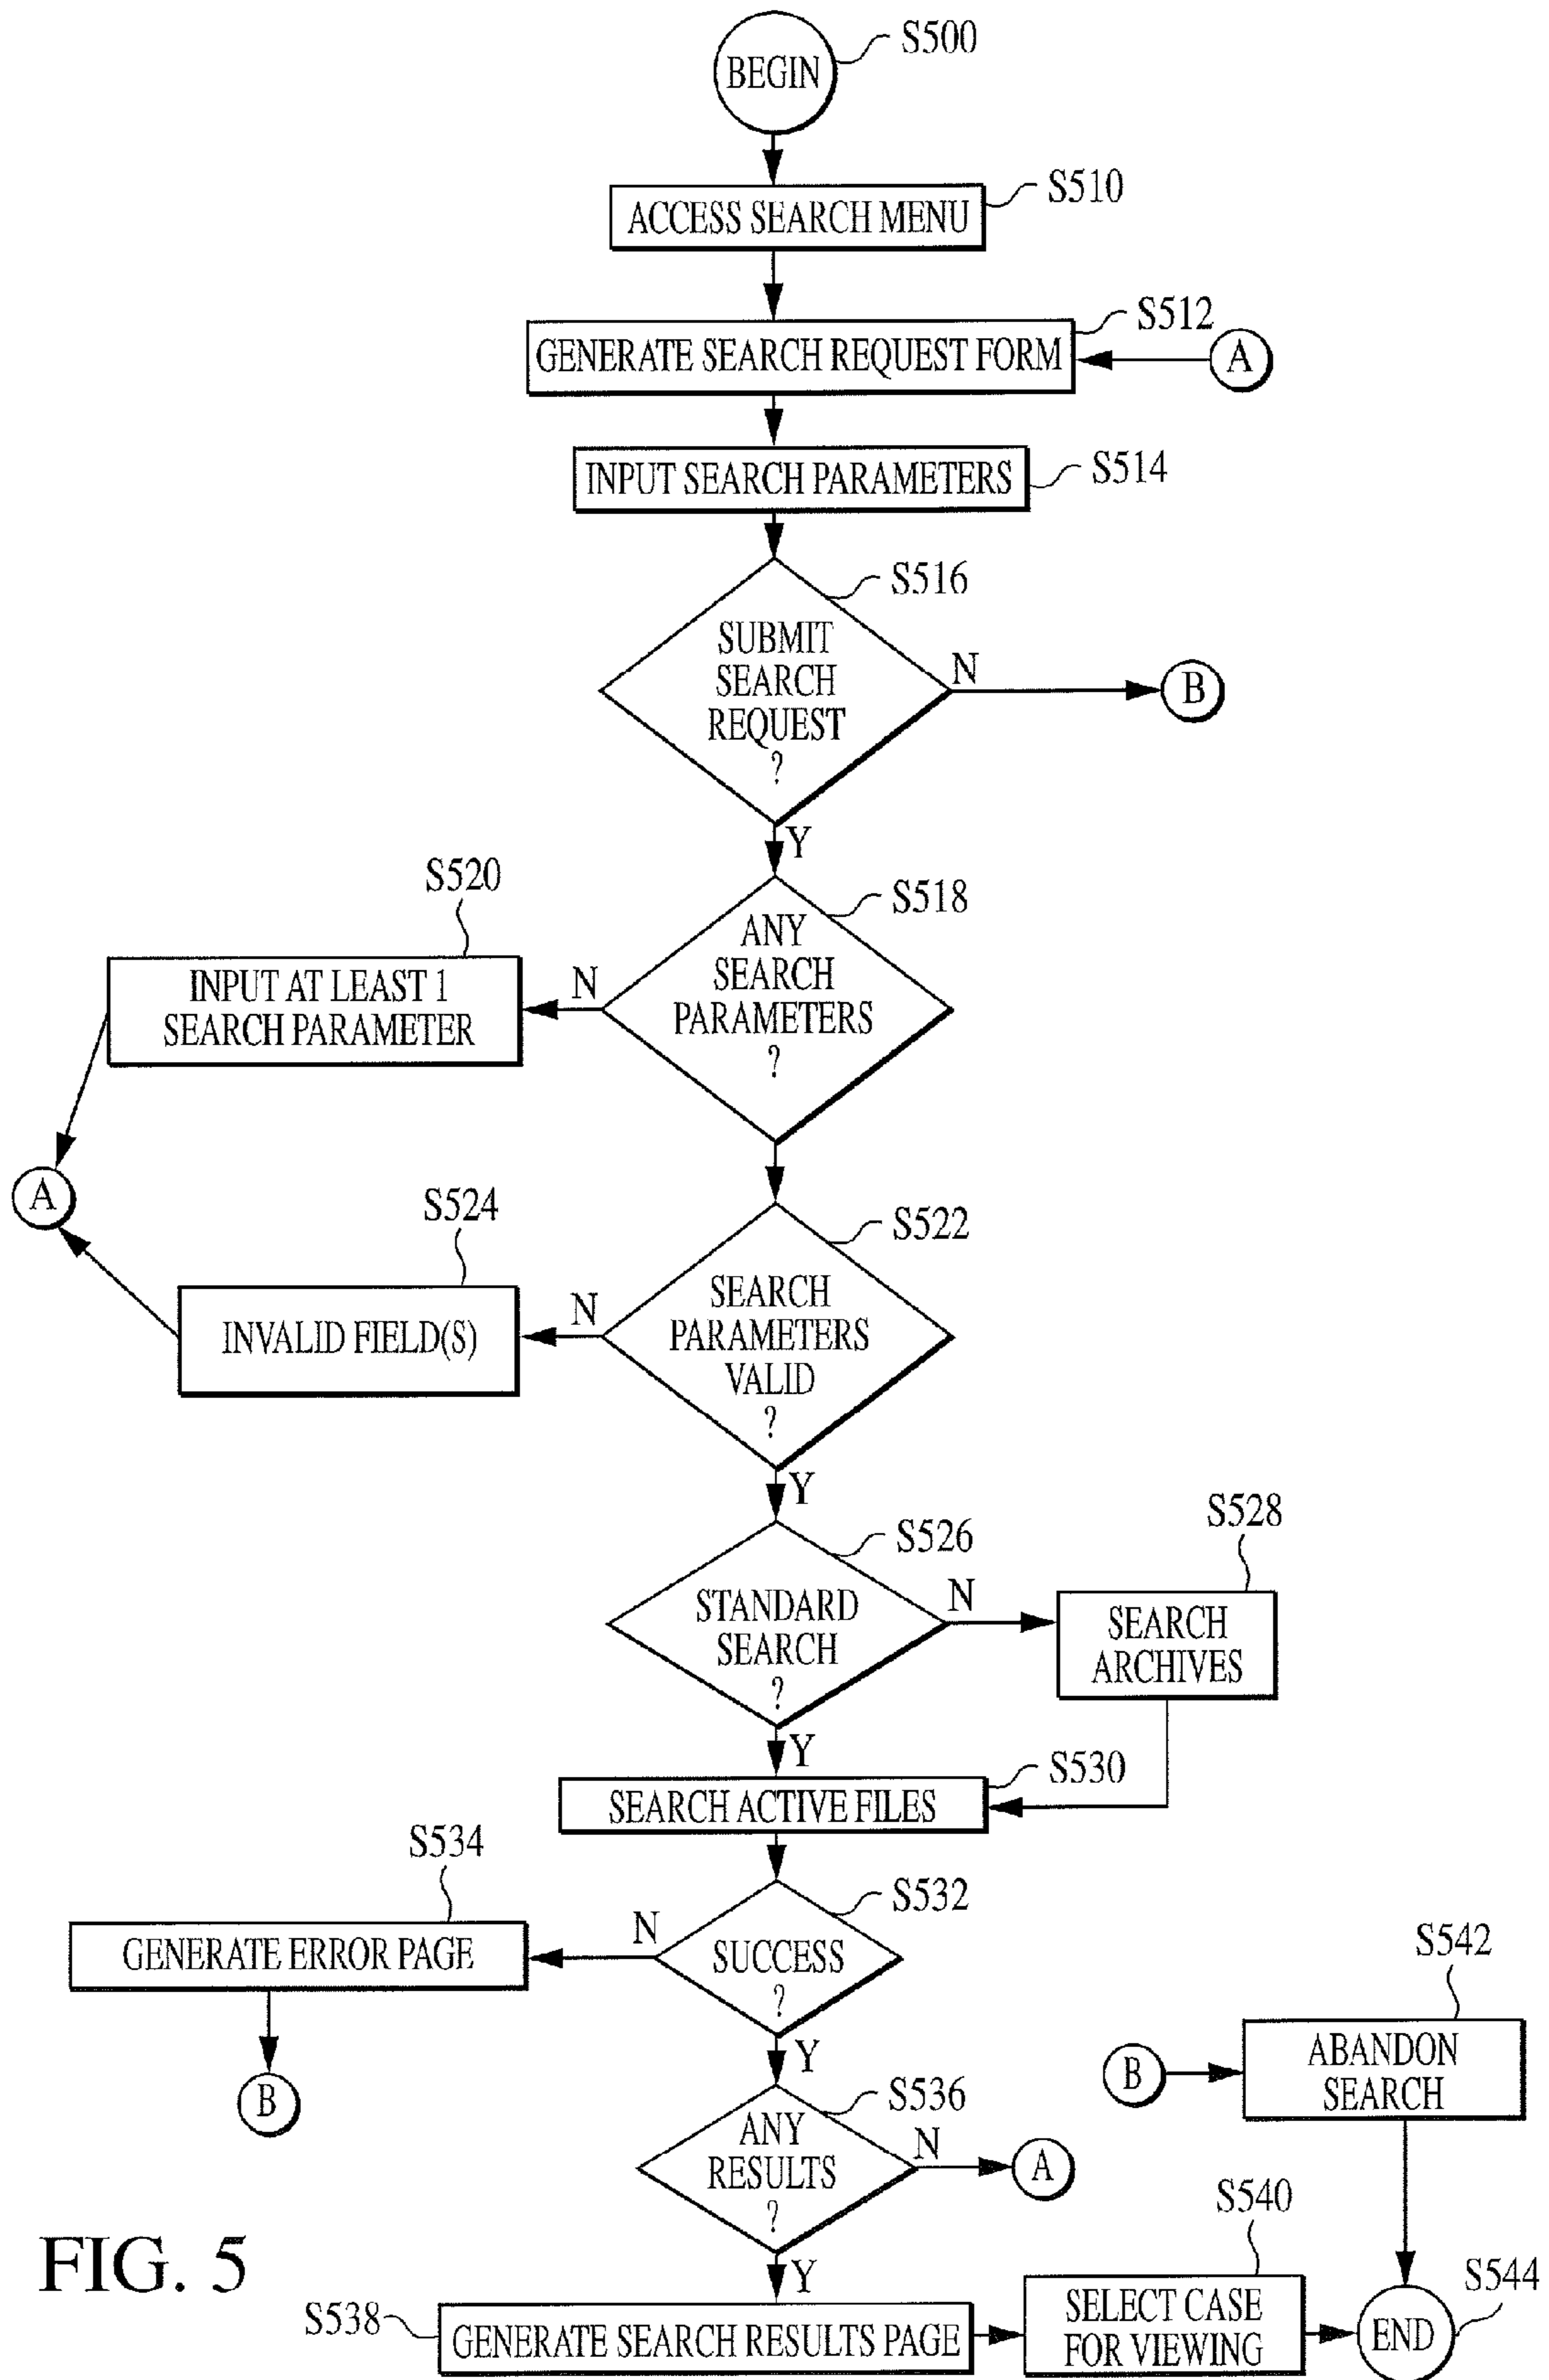 BEGIN
S500
ACCESS SEARCH MENU
S510
GENERATE SEARCH REQUEST FORM
S512
A
INPUT SEARCH PARAMETERS
S514
SUBMIT
SEARCH
REQUEST
?
S516
N
B
Y
S520
INPUT AT LEAST 1
SEARCH PARAMETER
N
ANY
SEARCH
PARAMETERS
?
S518
A
S524
INVALID FIELD(S)
N
SEARCH
PARAMETERS
VALID
?
S522
Y
STANDARD
SEARCH
?
S526
N
S528
SEARCH
ARCHIVES
Y
SEARCH ACTIVE FILES
S530
S534
GENERATE ERROR PAGE
N
SUCCESS
?
S532
B
Y
ANY
RESULTS
?
S536
N
A
B
S542
ABANDON
SEARCH
Y
S538
GENERATE SEARCH RESULTS PAGE
S540
SELECT CASE
FOR VIEWING
END
S544
FIG. 5